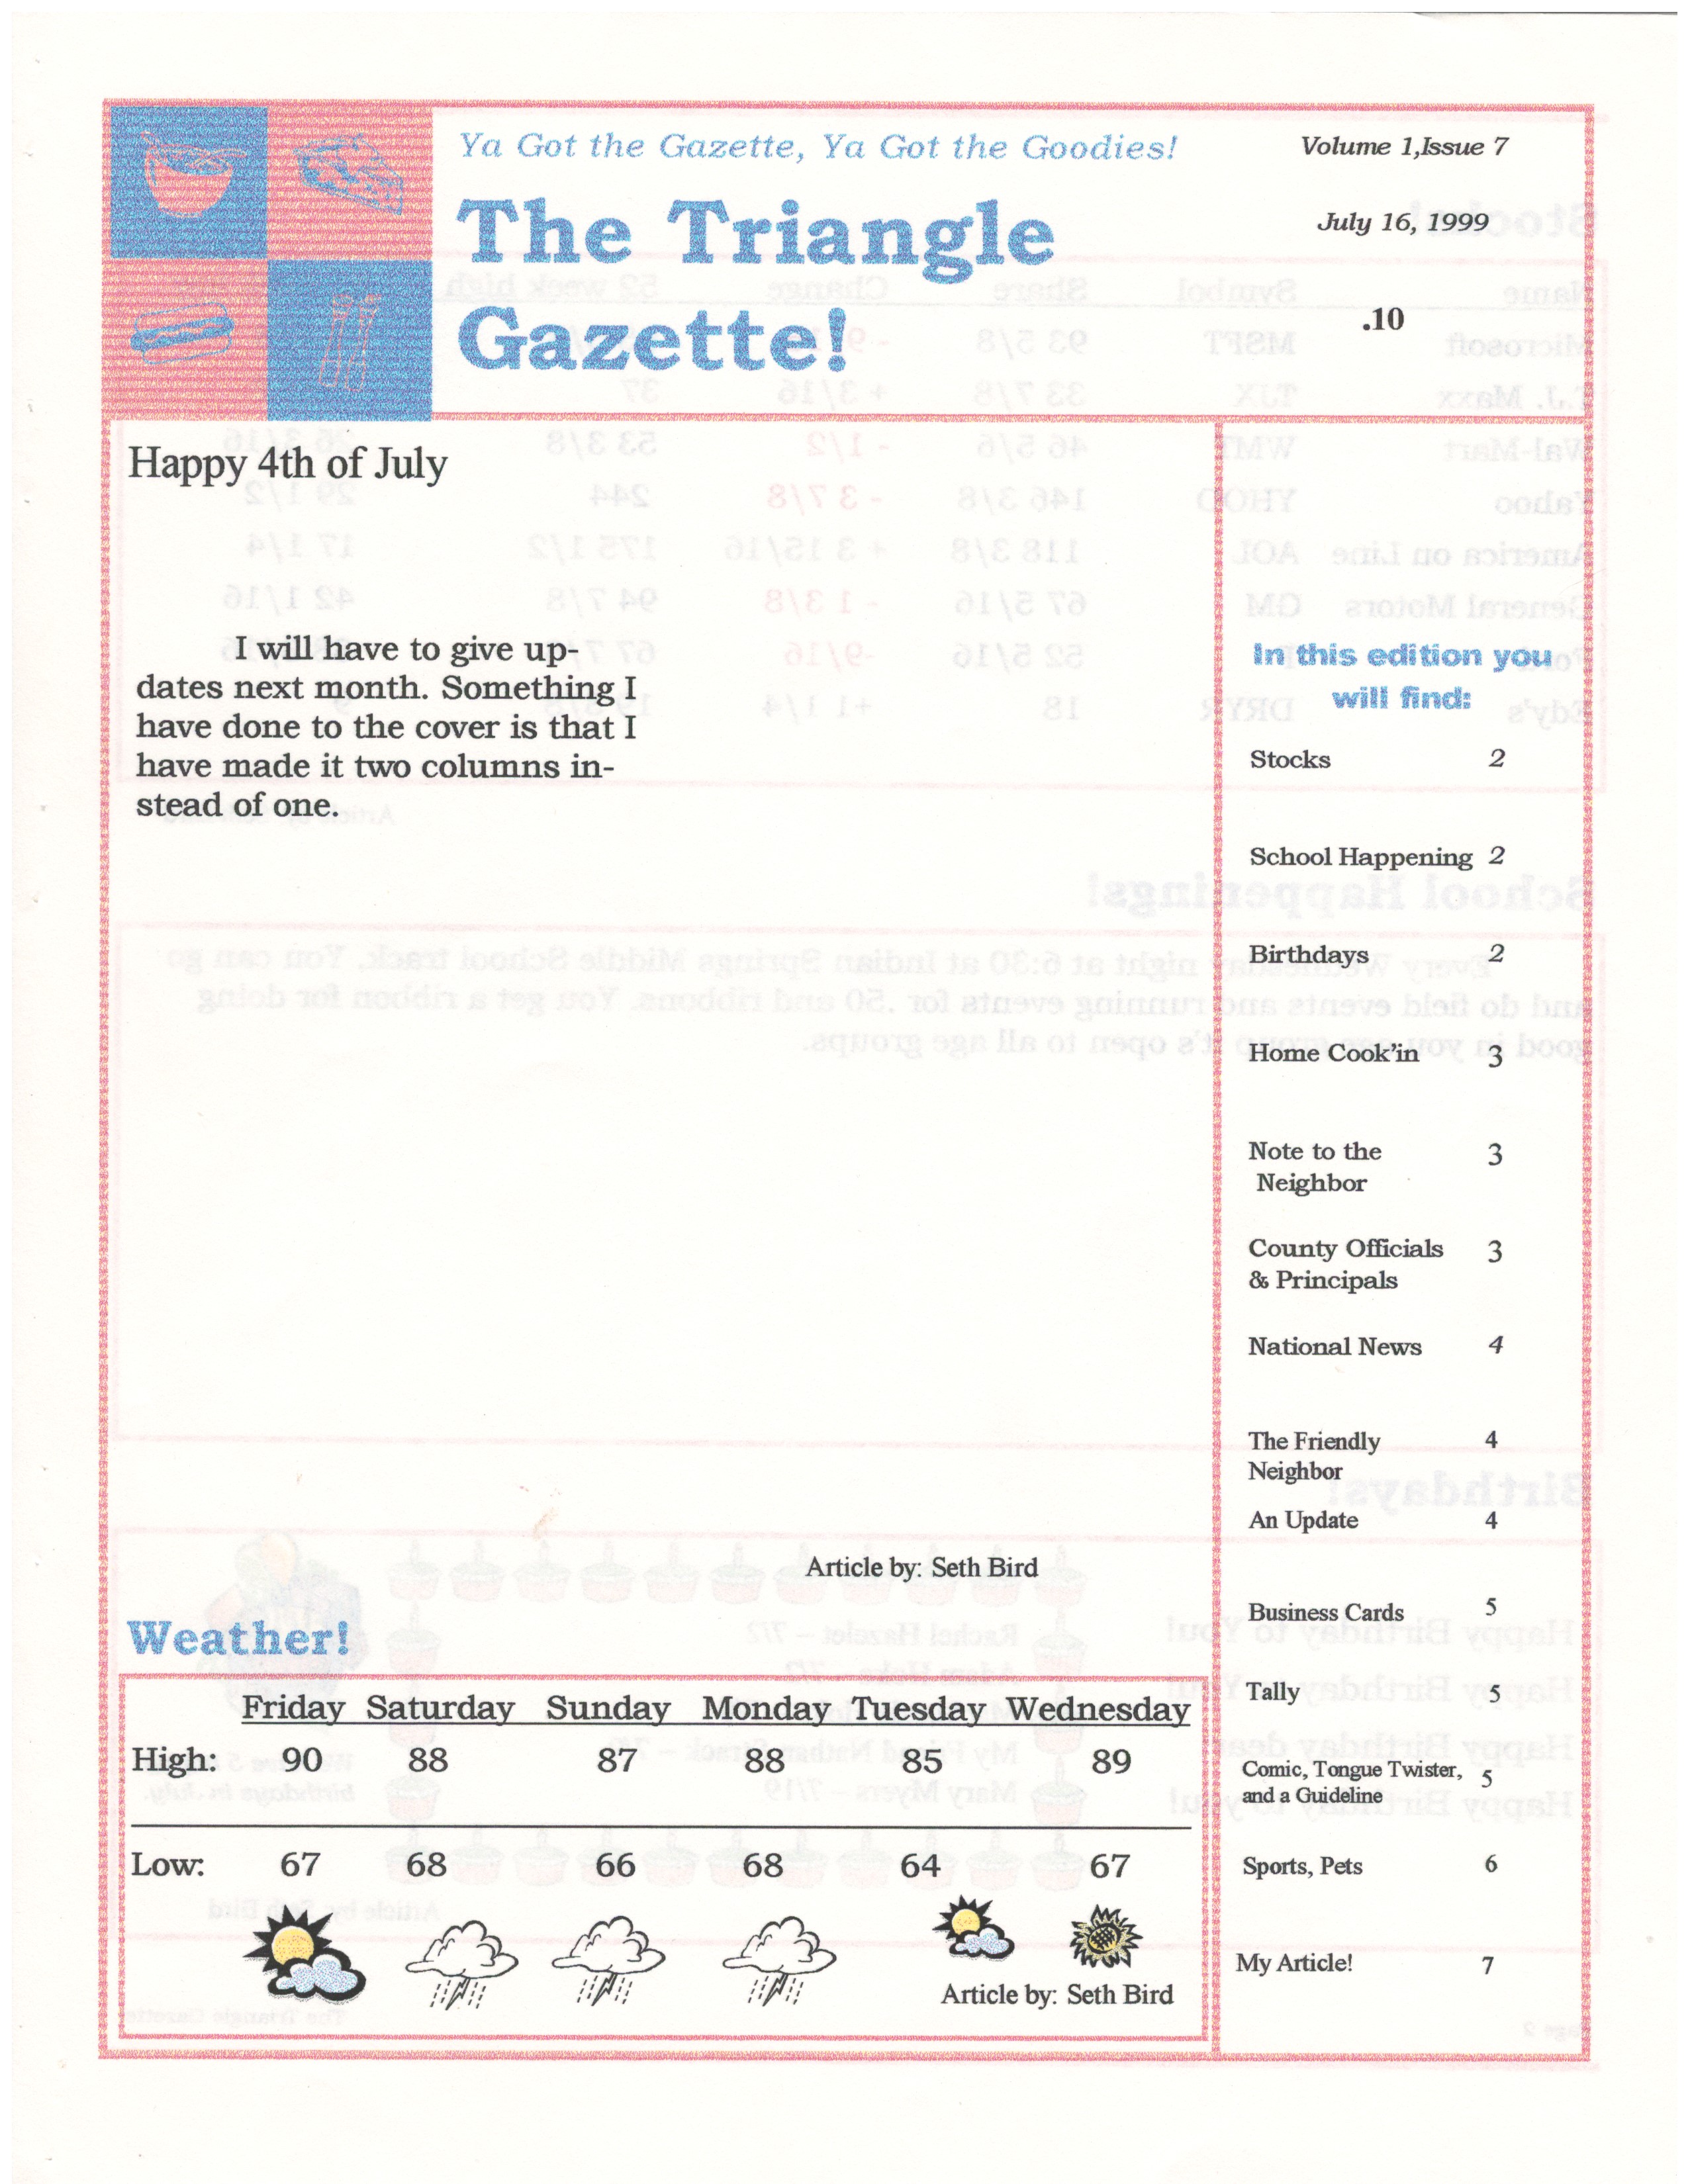 Ya Got the Gazette, Ya Got the Goodies!
The Triangle
Gazette!
Volume 1,Issue 7
July 16, 1999
.10
Happy 4th of July
I will have to give up-
dates next month. Something I
have done to the cover is that I
have made it two columns in-
stead of one.
Article by: Seth Bird
Weather!
Friday Saturday Sunday Monday Tuesday Wednesday
High: 90 88 87 88 85 89
Low: 67 68 66 68 64 67
Article by: Seth Bird
In this edition you
will find:
Stocks 2
School Happening 2
Birthdays 2
Home Cook'in 3
Note to the 3
Neighbor
County Officials 3
& Principals
National News 4
The Friendly 4
Neighbor
An Update 4
Business Cards 5
Tally 5
Comic, Tongue Twister, 5
and a Guideline
Sports, Pets 6
My Article! 7